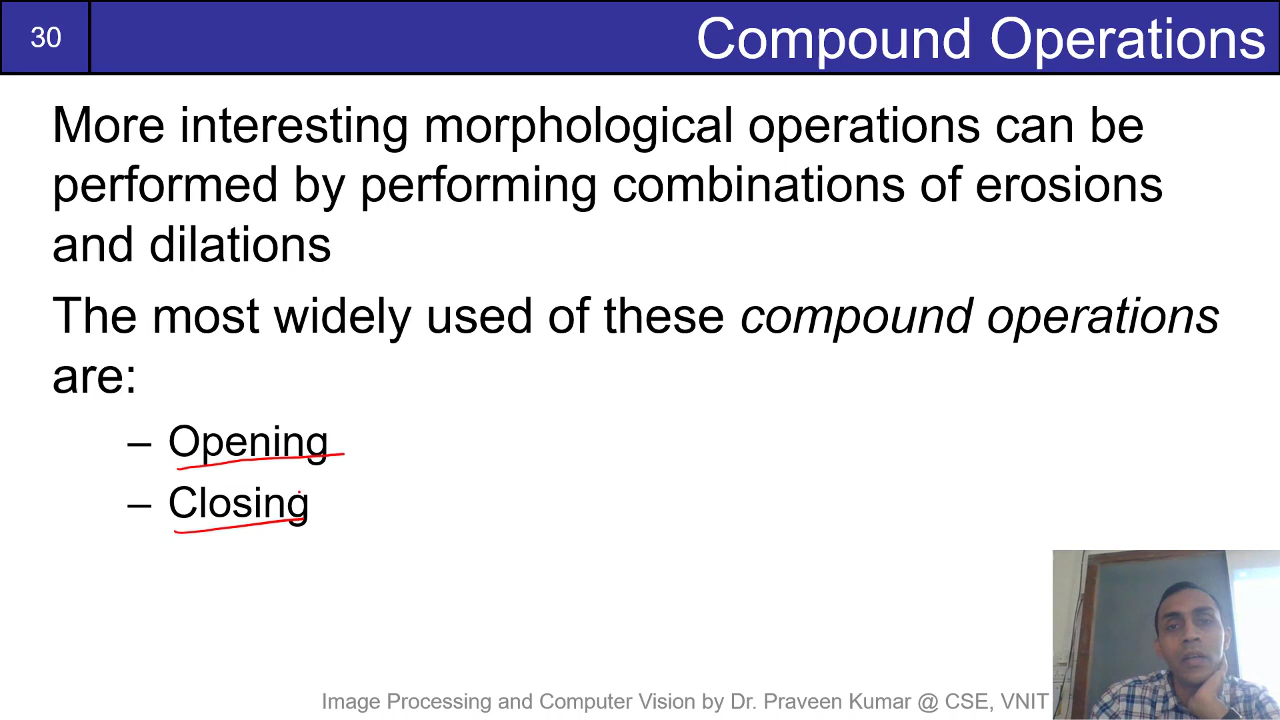 30
Compound Operations
More interesting morphological operations can be
performed by performing combinations of erosions
and dilations
The most widely used of these compound operations
are:
– Opening
– Closing
Image Processing and Computer Vision by Dr. Praveen Kumar @ CSE, VNIT